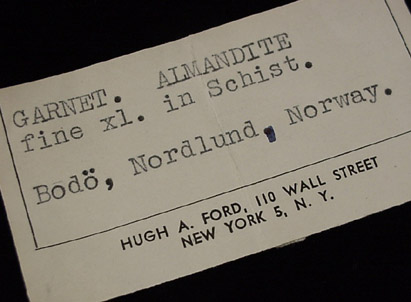 GARNET. ALMANDITE
fine xl. in Schist.
Bodö, Nordlund, Norway.
HUGH A. FORD, 110 WALL STREET
NEW YORK 5, N. Y.